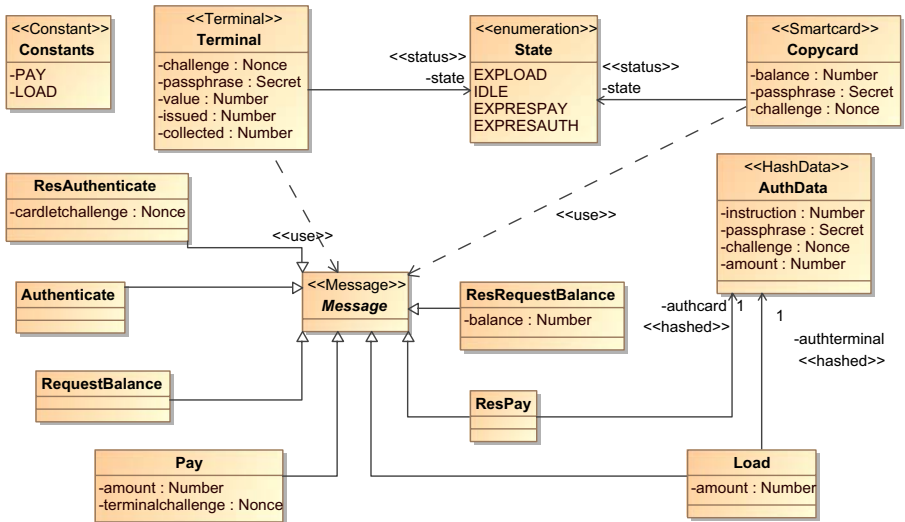 <<Constant>>
Constants
-PAY
-LOAD
<<Terminal>>
Terminal
-challenge : Nonce
-passphrase : Secret
-value : Number
-issued : Number
-collected : Number
<<status>>
-state
<<enumeration>>
State
EXPLOAD
IDLE
EXPRESPAY
EXPRESAUTH
<<status>>
-state
<<Smartcard>>
Copycard
-balance : Number
-passphrase : Secret
-challenge : Nonce
ResAuthenticate
-cardletchallenge : Nonce
<<use>>
<<use>>
<<HashData>>
AuthData
-instruction : Number
-passphrase : Secret
-challenge : Nonce
-amount : Number
Authenticate
<<Message>>
Message
ResRequestBalance
-balance : Number
-authcard
<<hashed>>
1
1
-authterminal
<<hashed>>
RequestBalance
ResPay
Pay
-amount : Number
-terminalchallenge : Nonce
Load
-amount : Number